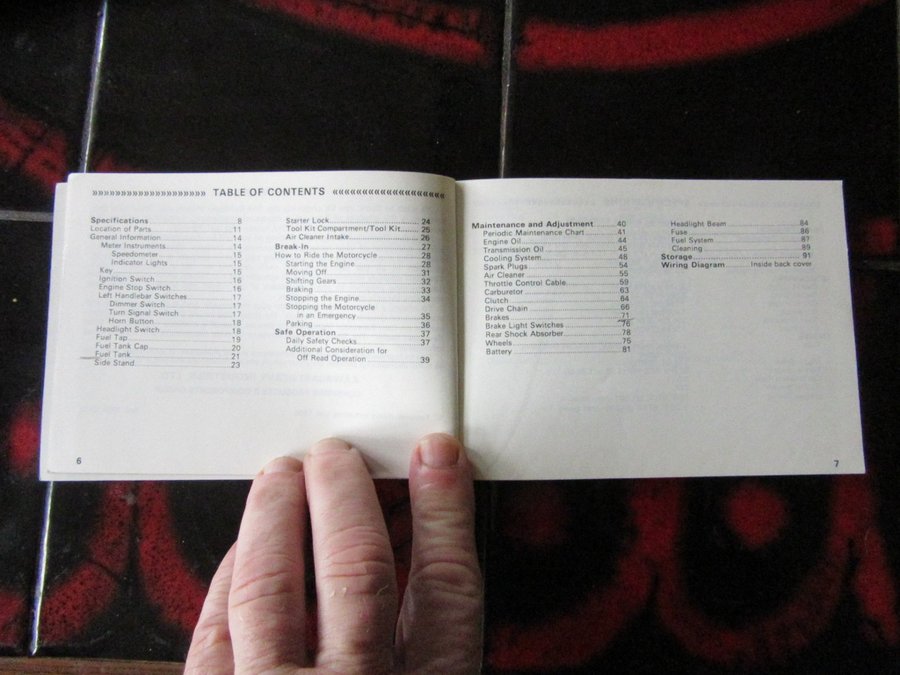 »»»»»»»»»»»»»»»»»»»» TABLE OF CONTENTS ««««««««««««««««««««
Specifications 8
Location of Parts 11
General Information 14
Meter Instruments 14
Speedometer 15
Indicator Lights 15
Key 15
Ignition Switch 16
Engine Stop Switch 16
Left Handlebar Switches 17
Dimmer Switch 17
Turn Signal Switch 17
Horn Button 18
Headlight Switch 18
Fuel Tap 19
Fuel Tank Cap 20
Fuel Tank 21
Side Stand 23
Starter Lock 24
Tool Kit Compartment/Tool Kit 25
Air Cleaner Intake 26
Break-In 27
How to Ride the Motorcycle 28
Starting the Engine 28
Moving Off 31
Shifting Gears 32
Braking 33
Stopping the Engine 34
Stopping the Motorcycle
in an Emergency 35
Parking 36
Safe Operation 37
Daily Safety Checks 37
Additional Consideration for
Off Read Operation 39
6
Maintenance and Adjustment 40
Periodic Maintenance Chart 41
Engine Oil 44
Transmission Oil 45
Cooling System 48
Spark Plugs 54
Air Cleaner 55
Throttle Control Cable 59
Carburetor 63
Clutch 64
Drive Chain 66
Brakes 71
Brake Light Switches 76
Rear Shock Absorber 78
Wheels 75
Battery 81
Headlight Beam 84
Fuse 86
Fuel System 87
Cleaning 89
Storage 91
Wiring Diagram Inside back cover
7